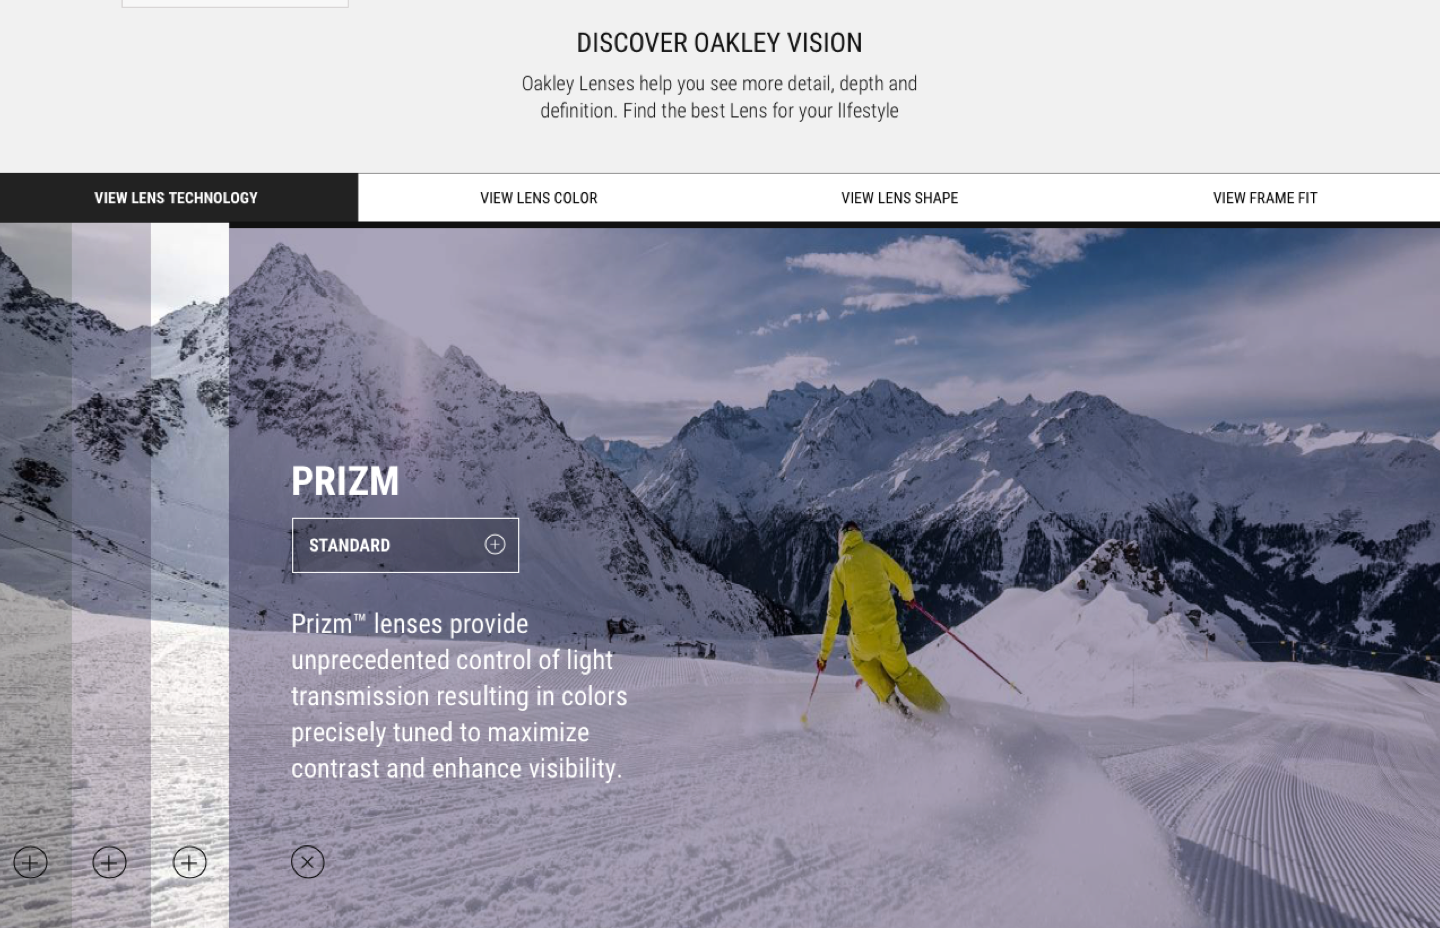 DISCOVER OAKLEY VISION
Oakley Lenses help you see more detail, depth and
definition. Find the best Lens for your lIfestyle
VIEW LENS TECHNOLOGY
VIEW LENS COLOR
VIEW LENS SHAPE
VIEW FRAME FIT
PRIZM
STANDARD
Prizm™ lenses provide
unprecedented control of light
transmission resulting in colors
precisely tuned to maximize
contrast and enhance visibility.